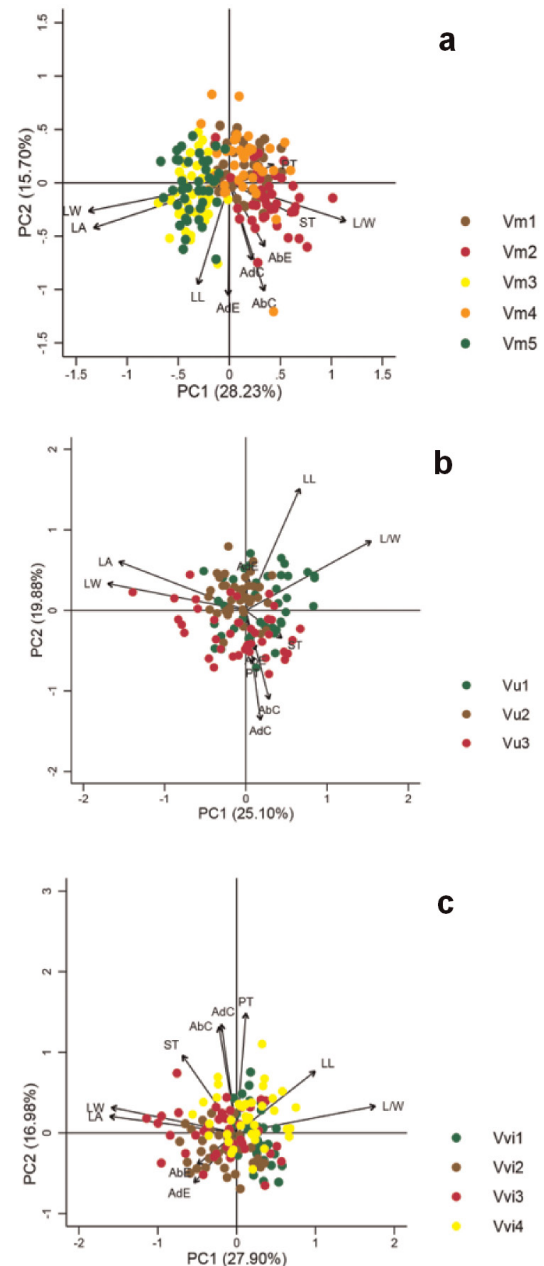 a
1.5
1
.5
0
-.5
-1
-1.5
PC2 (15.70%)
PT
LW
LA
ST
L/W
AbE
AdC
LL
AdE
AbC
-1.5
-1
-.5
0
.5
1
1.5
PC1 (28.23%)
Vm1
Vm2
Vm3
Vm4
Vm5
b
2
1
0
-1
-2
PC2 (19.88%)
LL
L/W
LA
AdE
LW
ST
PT
AbC
AdC
-2
-1
0
1
2
PC1 (25.10%)
Vu1
Vu2
Vu3
c
3
2
1
0
-1
PC2 (16.98%)
PT
AdC
AbC
ST
LL
LW
LA
L/W
AbE
AdE
-2
-1
0
1
2
PC1 (27.90%)
Vvi1
Vvi2
Vvi3
Vvi4